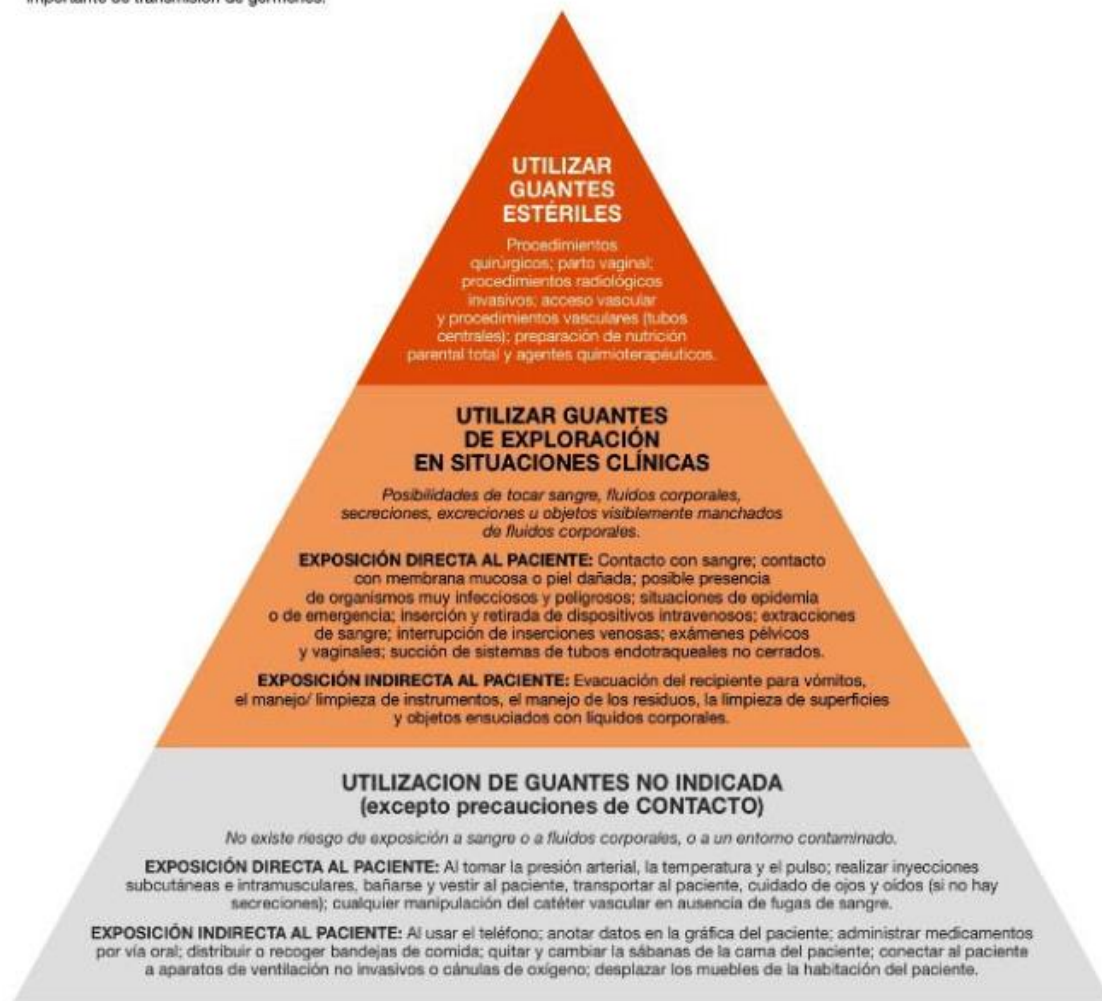 importante de transmisión de gérmenes.
UTILIZAR
GUANTES
ESTÉRILES
Procedimientos
quirúrgicos; parto vaginal;
procedimientos radiológicos
invasivos; acceso vascular
y procedimientos vasculares (tubos
centrales); preparación de nutrición
parental total y agentes quimioterapéuticos.
UTILIZAR GUANTES
DE EXPLORACIÓN
EN SITUACIONES CLÍNICAS
Posibilidades de tocar sangre, fluidos corporales,
secreciones, excreciones u objetos visiblemente manchados
de fluidos corporales.
EXPOSICIÓN DIRECTA AL PACIENTE: Contacto con sangre; contacto
con membrana mucosa o piel dañada; posible presencia
de organismos muy infecciosos y peligrosos; situaciones de epidemia
o de emergencia; inserción y retirada de dispositivos intravenosos; extracciones
de sangre; interrupción de inserciones venosas; exámenes pélvicos
y vaginales; succión de sistemas de tubos endotraqueales no cerrados.
EXPOSICIÓN INDIRECTA AL PACIENTE: Evacuación del recipiente para vómitos,
el manejo/ limpieza de instrumentos, el manejo de los residuos, la limpieza de superficies
y objetos ensuciados con líquidos corporales.
UTILIZACION DE GUANTES NO INDICADA
(excepto precauciones de CONTACTO)
No existe riesgo de exposición a sangre o a fluidos corporales, o a un entorno contaminado.
EXPOSICIÓN DIRECTA AL PACIENTE: Al tomar la presión arterial, la temperatura y el pulso; realizar inyecciones
subcutáneas e intramusculares, bañarse y vestir al paciente, transportar al paciente, cuidado de ojos y oídos (si no hay
secreciones); cualquier manipulación del catéter vascular en ausencia de fugas de sangre.
EXPOSICIÓN INDIRECTA AL PACIENTE: Al usar el teléfono; anotar datos en la gráfica del paciente; administrar medicamentos
por vía oral; distribuir o recoger bandejas de comida; quitar y cambiar la sábanas de la cama del paciente; conectar al paciente
a aparatos de ventilación no invasivos o cánulas de oxígeno; desplazar los muebles de la habitación del paciente.